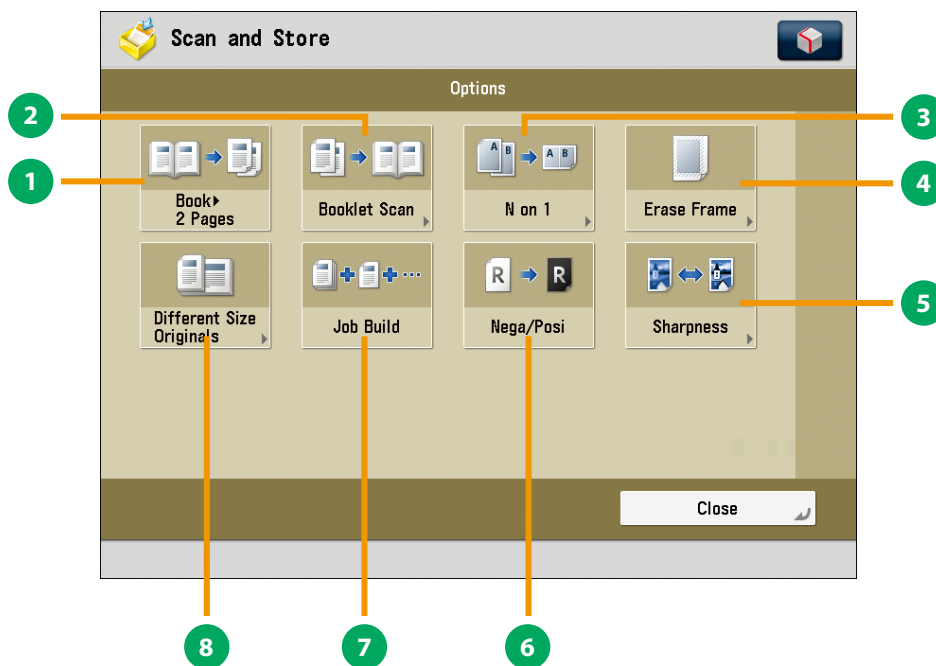 Scan and Store
Options
2
3
1
4
Book▸
2 Pages
Booklet Scan
A B → A B
N on 1
Erase Frame
5
Different Size
Originals
Job Build
R → R
Nega/Posi
Sharpness
Close
8
7
6